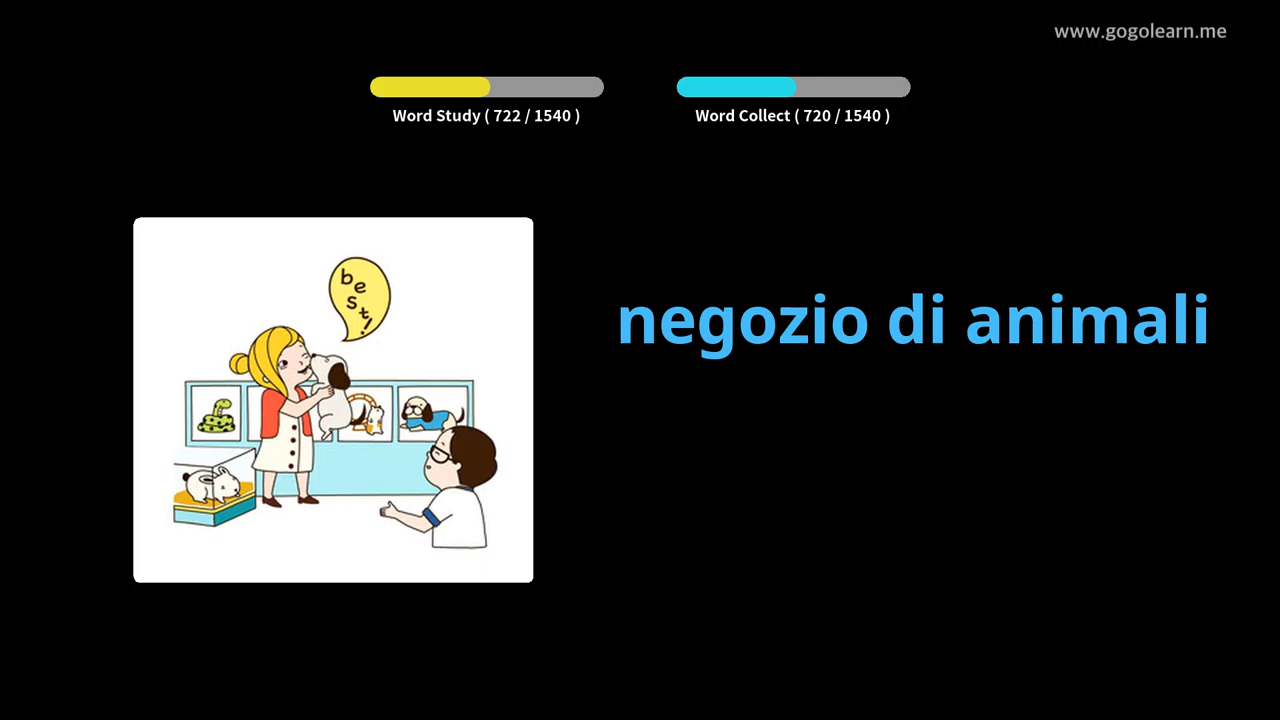 www.gogolearn.me
Word Study ( 722 / 1540 )
Word Collect ( 720 / 1540 )
best!
negozio di animali